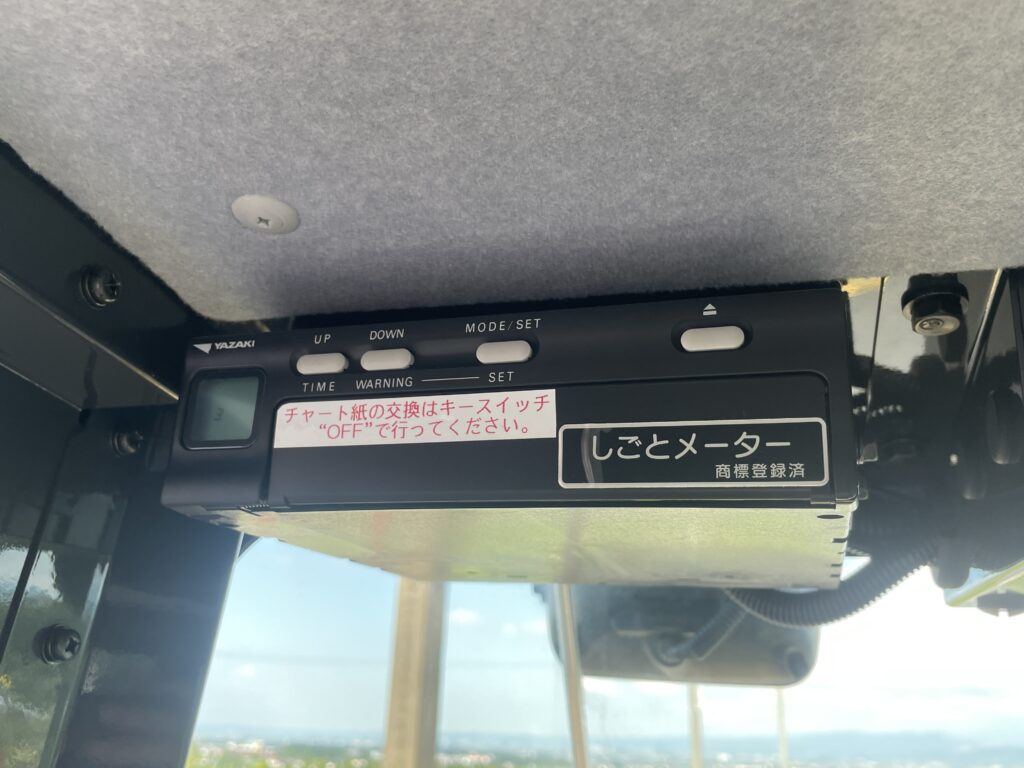 YAZAKI
UP
DOWN
MODE/SET
TIME
WARNING
SET
チャート紙の交換はキースイッチ
“OFF”で行ってください。
しごとメーター
商標登録済